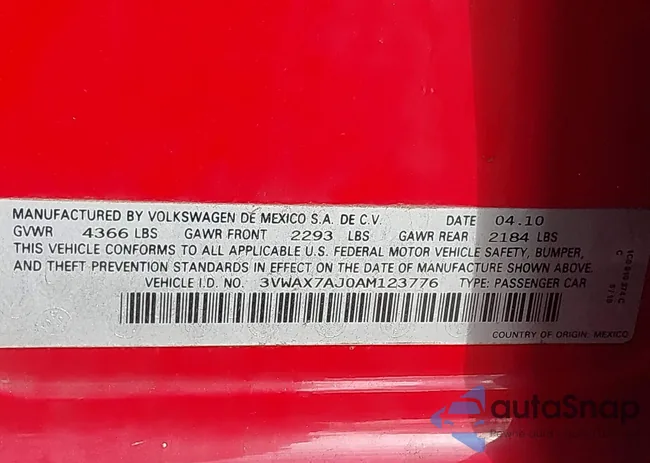 MANUFACTURED BY VOLKSWAGEN DE MEXICO S.A. DE C.V. DATE 04.10
GVWR 4366 LBS GAWR FRONT 2293 LBS GAWR REAR 2184 LBS
THIS VEHICLE CONFORMS TO ALL APPLICABLE U.S. FEDERAL MOTOR VEHICLE SAFETY, BUMPER,
AND THEFT PREVENTION STANDARDS IN EFFECT ON THE DATE OF MANUFACTURE SHOWN ABOVE.
VEHICLE I.D. NO. 3VWAX7AJ0AM123776 TYPE: PASSENGER CAR
COUNTRY OF ORIGIN: MEXICO
autoSnap